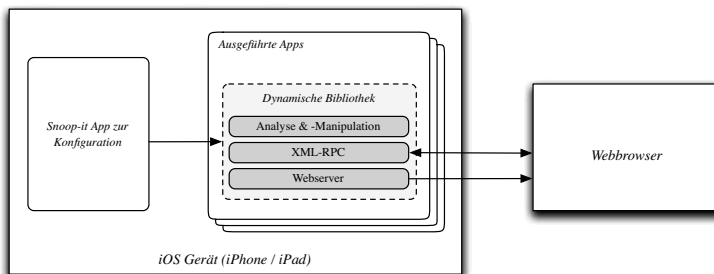 Ausgeführte Apps
Snoop-it App zur
Konfiguration
Dynamische Bibliothek
Analyse & -Manipulation
XML-RPC
Webserver
Webbrowser
iOS Gerät (iPhone / iPad)